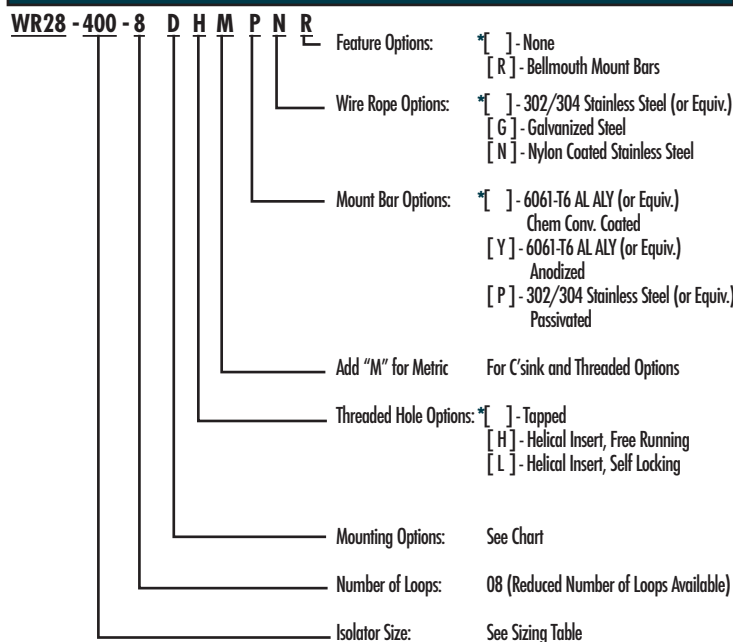 WR28 - 400 - 8 D H M P N R
Feature Options: *[ ] - None
[ R ] - Bellmouth Mount Bars
Wire Rope Options: *[ ] - 302/304 Stainless Steel (or Equiv.)
[ G ] - Galvanized Steel
[ N ] - Nylon Coated Stainless Steel
Mount Bar Options: *[ ] - 6061-T6 AL ALY (or Equiv.)
Chem Conv. Coated
[ Y ] - 6061-T6 AL ALY (or Equiv.)
Anodized
[ P ] - 302/304 Stainless Steel (or Equiv.)
Passivated
Add "M" for Metric For C'sink and Threaded Options
Threaded Hole Options: *[ ] - Tapped
[ H ] - Helical Insert, Free Running
[ L ] - Helical Insert, Self Locking
Mounting Options: See Chart
Number of Loops: 08 (Reduced Number of Loops Available)
Isolator Size: See Sizing Table